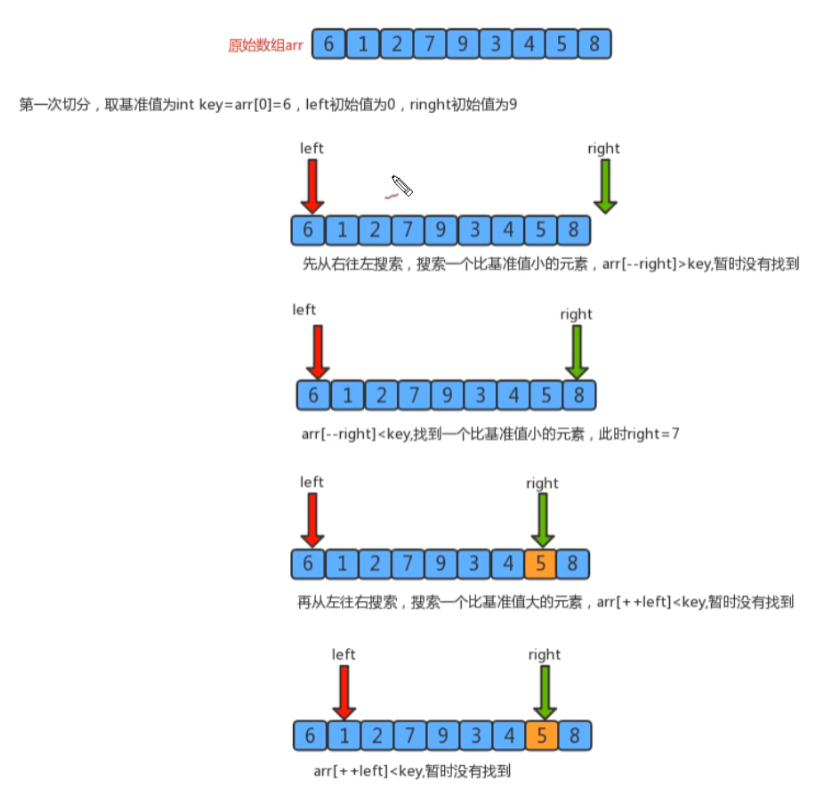 原始数组arr 6 1 2 7 9 3 4 5 8
第一次切分，取基准值为int key=arr[0]=6，left初始值为0，ringht初始值为9
left right
6 1 2 7 9 3 4 5 8
先从右往左搜索，搜索一个比基准值小的元素，arr[--right]>key,暂时没有找到
left right
6 1 2 7 9 3 4 5 8
arr[--right]<key,找到一个比基准值小的元素，此时right=7
left right
6 1 2 7 9 3 4 5 8
再从左往右搜索，搜索一个比基准值大的元素，arr[++left]<key,暂时没有找到
left right
6 1 2 7 9 3 4 5 8
arr[++left]<key,暂时没有找到